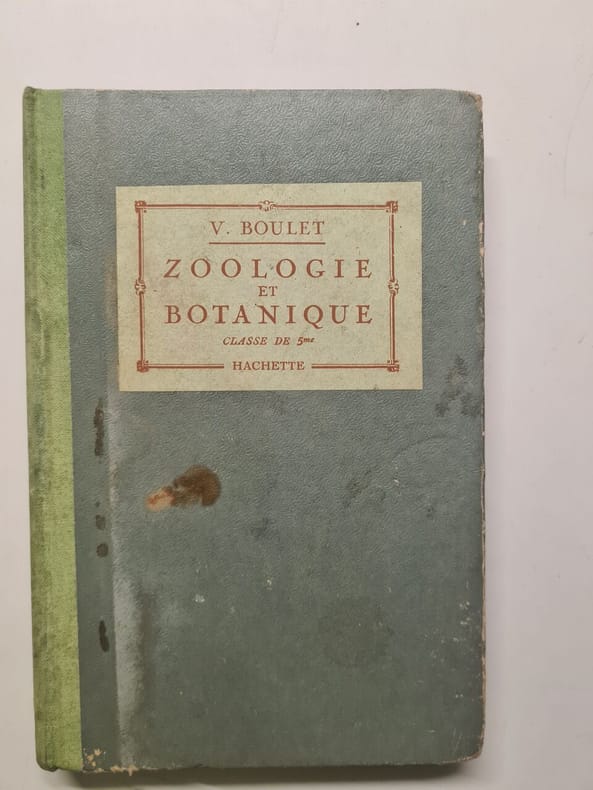 V. BOULET
ZOOLOGIE
ET
BOTANIQUE
CLASSE DE 5me
HACHETTE